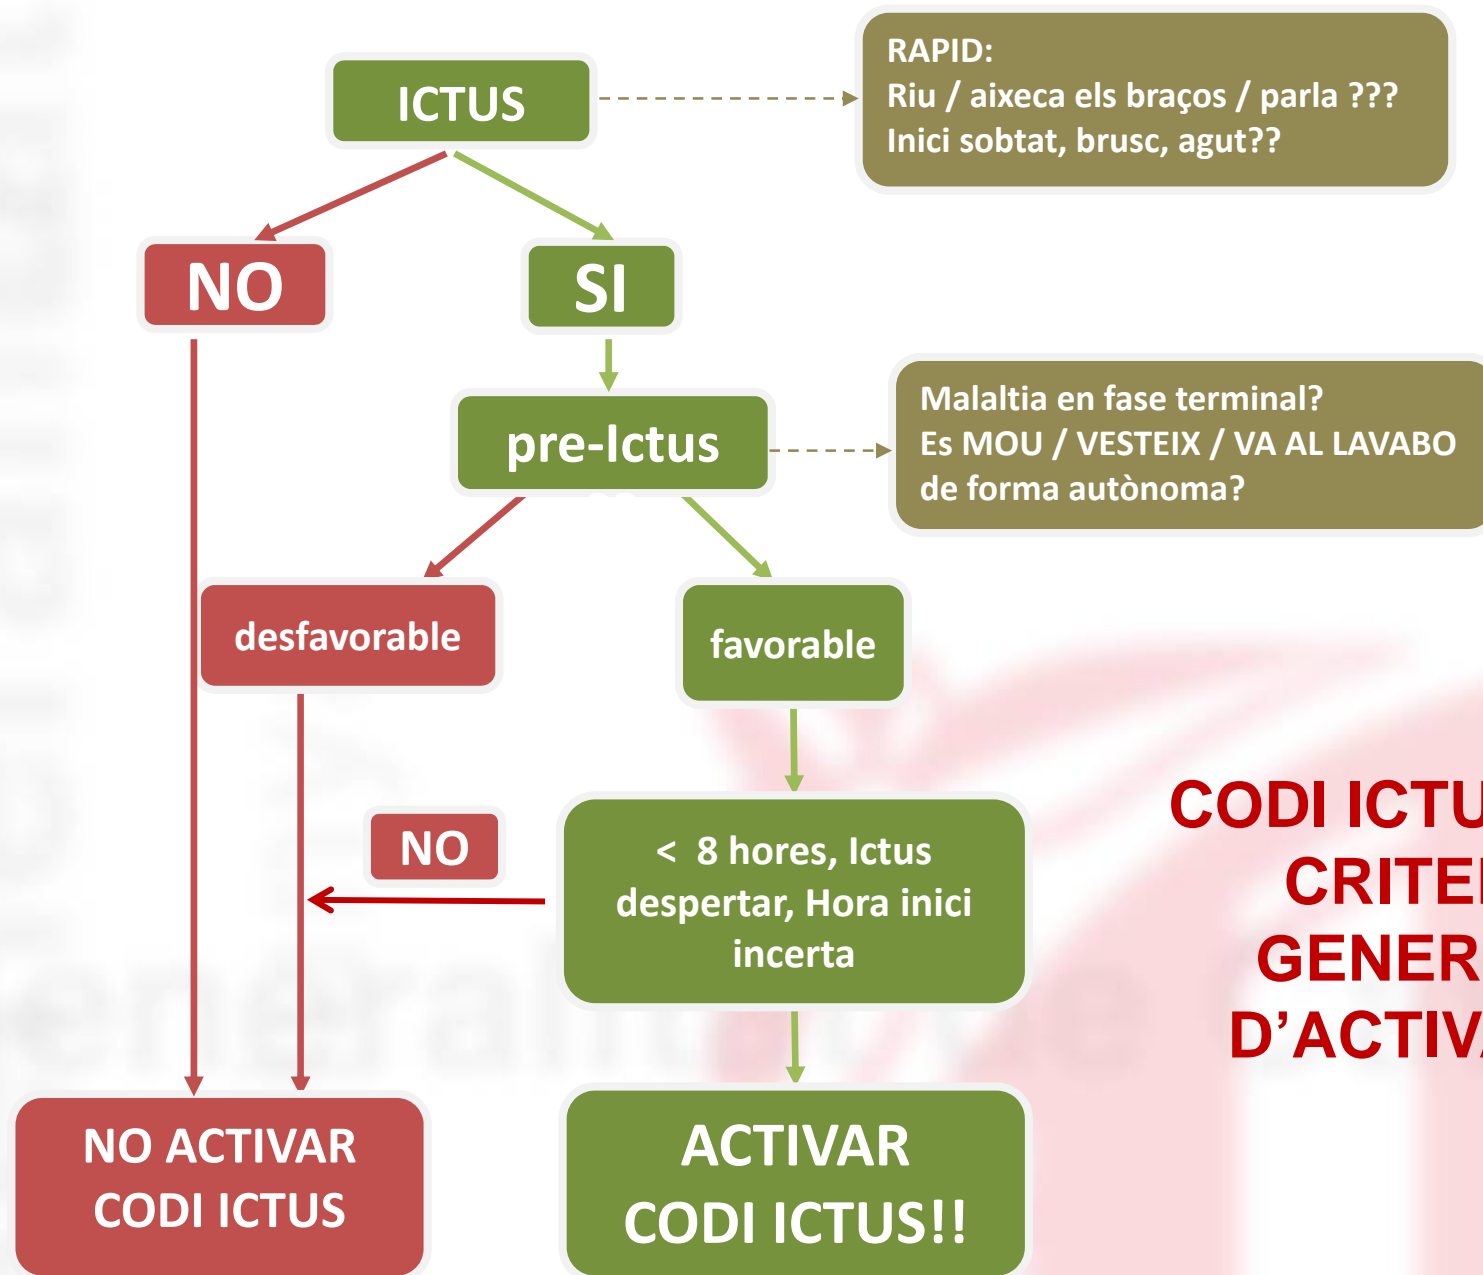 ICTUS
RAPID:
Riu / aixeca els braços / parla ???
Inici sobtat, brusc, agut??
NO
SI
pre-Ictus
Malaltia en fase terminal?
Es MOU / VESTEIX / VA AL LAVABO
de forma autònoma?
desfavorable
favorable
NO
< 8 hores, Ictus
despertar, Hora inici
incerta
CODI
NO ACTIVAR
CODI ICTUS
ACTIVAR
CODI ICTUS!!